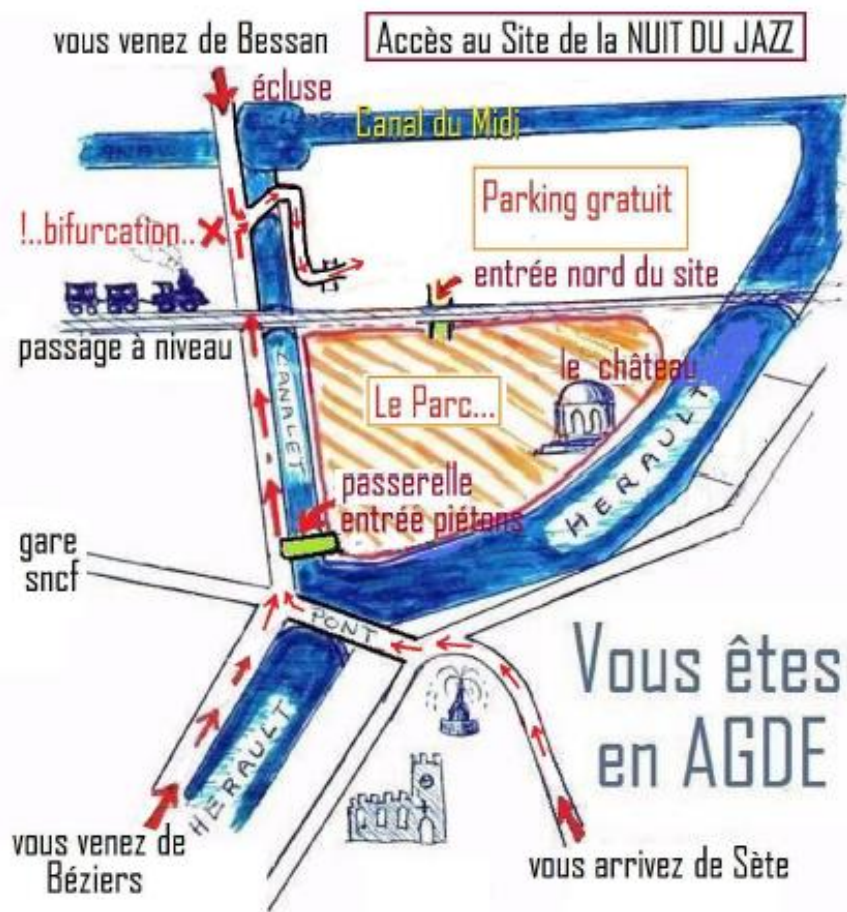 vous venez de Bessan
Accès au Site de la NUIT DU JAZZ
écluse
Canal du Midi
CANAL
Parking gratuit
!..bifurcation..
entrée nord du site
passage à niveau
le château
Le Parc...
CANALET
HERAULT
passerelle
entrée piétons
gare
sncf
PONT
Vous êtes
en AGDE
HERAULT
vous venez de
Béziers
vous arrivez de Sète